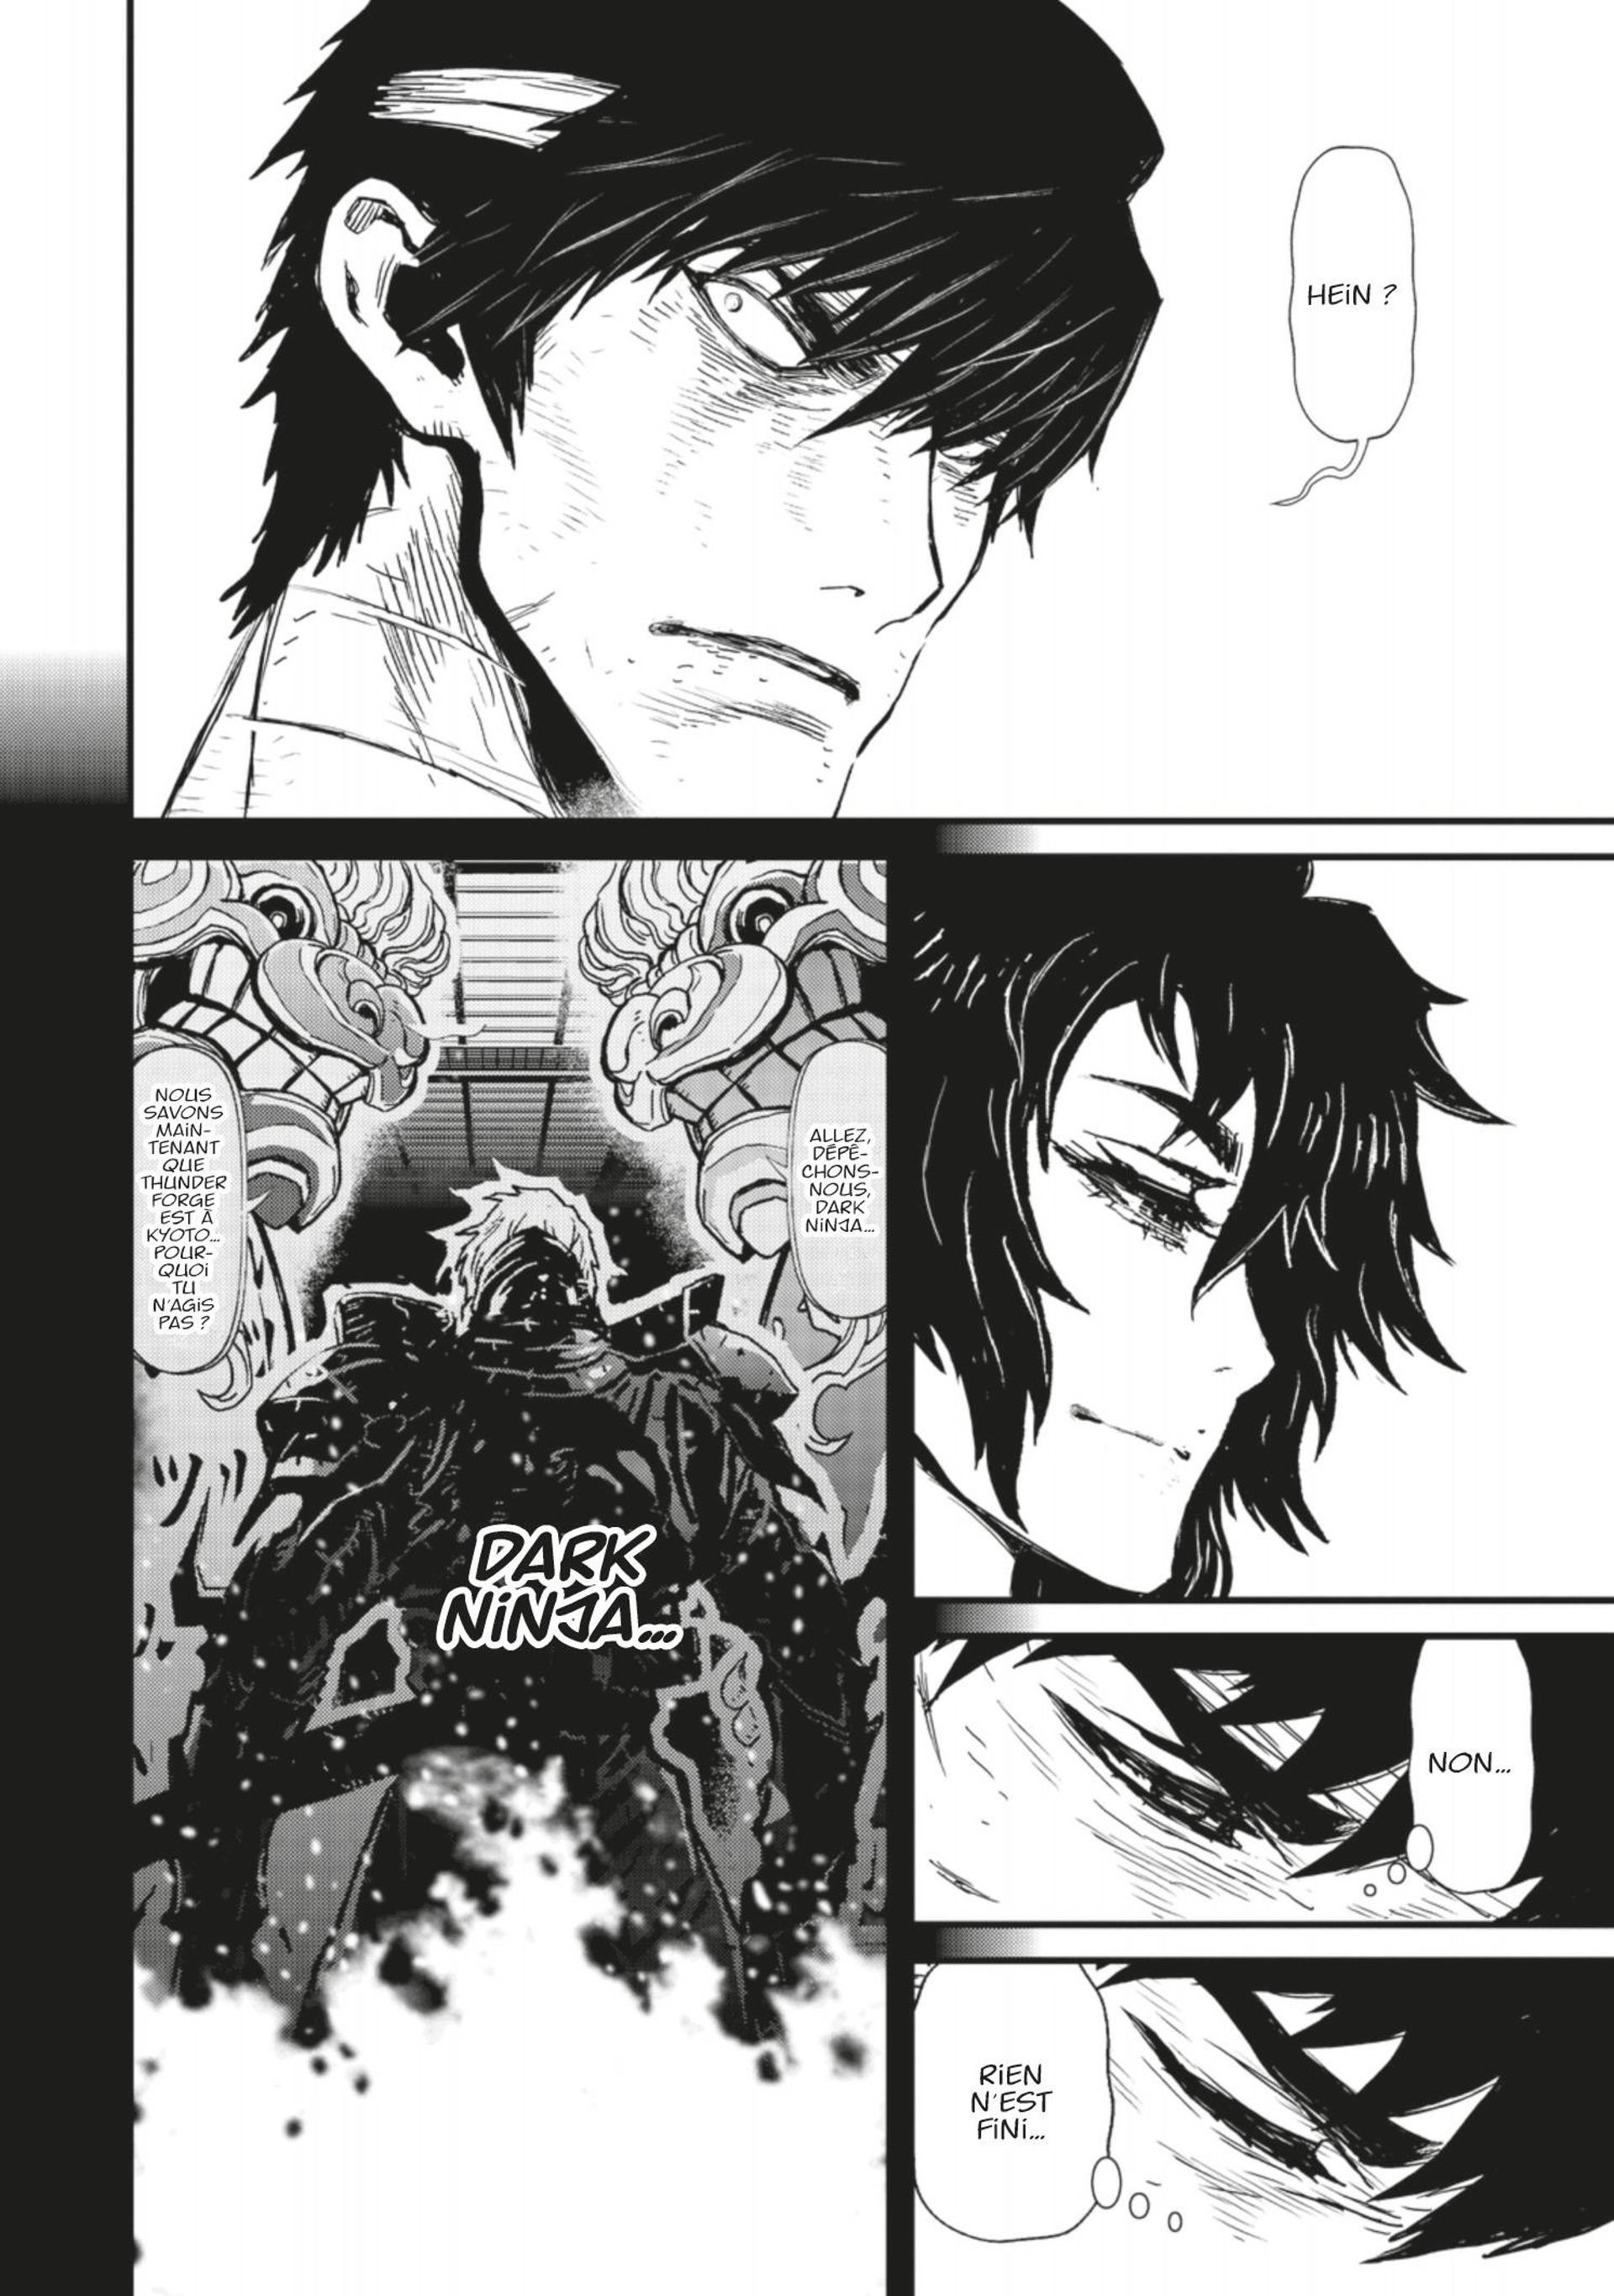 HEiN ?
NON...
RiEN
N'EST
FiNi...
ALLEZ,
DÉPÊ-
CHONS-
NOUS,
DARK
NiNJA...
DARK
NiNJA...
NOUS
SAVONS
MAiN-
TENANT
QUE
THUNDER
FORGE
EST À
KYOTO...
POUR-
QUOi
TU
N'AGiS
PAS ?